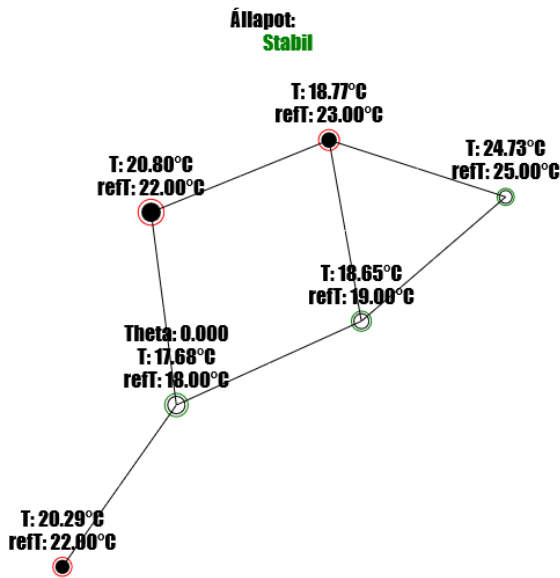 Állapot:
Stabil
T: 18.77°C
refT: 23.00°C
T: 20.80°C
refT: 22.00°C
T: 24.73°C
refT: 25.00°C
T: 18.65°C
refT: 19.00°C
Theta: 0.000
T: 17.68°C
refT: 18.00°C
T: 20.29°C
refT: 22.00°C